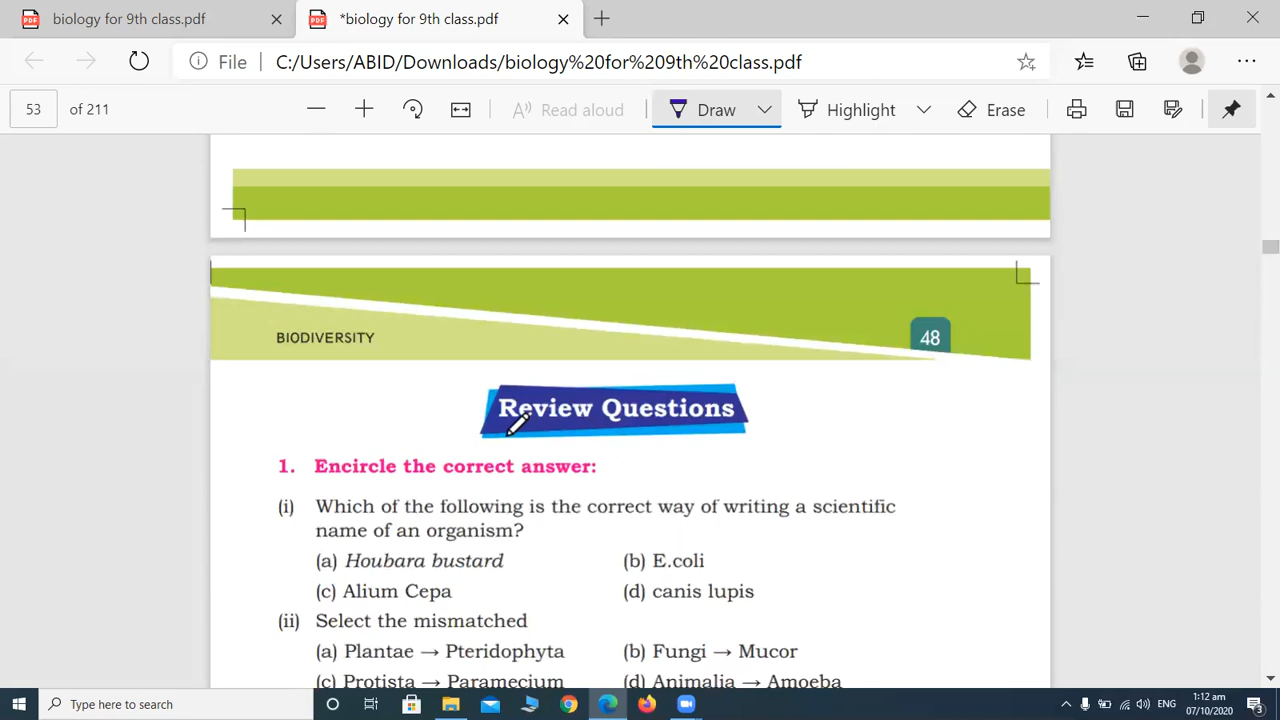 biology for 9th class.pdf
*biology for 9th class.pdf
File
C:/Users/ABID/Downloads/biology%20for%209th%20class.pdf
53 of 211
Read aloud
Draw
Highlight
Erase
BIODIVERSITY
48
Review Questions
1. Encircle the correct answer:
(i) Which of the following is the correct way of writing a scientific
name of an organism?
(a) Houbara bustard (b) E.coli
(c) Alium Cepa (d) canis lupis
(ii) Select the mismatched
(a) Plantae → Pteridophyta (b) Fungi → Mucor
(c) Protista → Paramecium (d) Animalia → Amoeba
Type here to search
ENG
1:12 am
07/10/2020
3